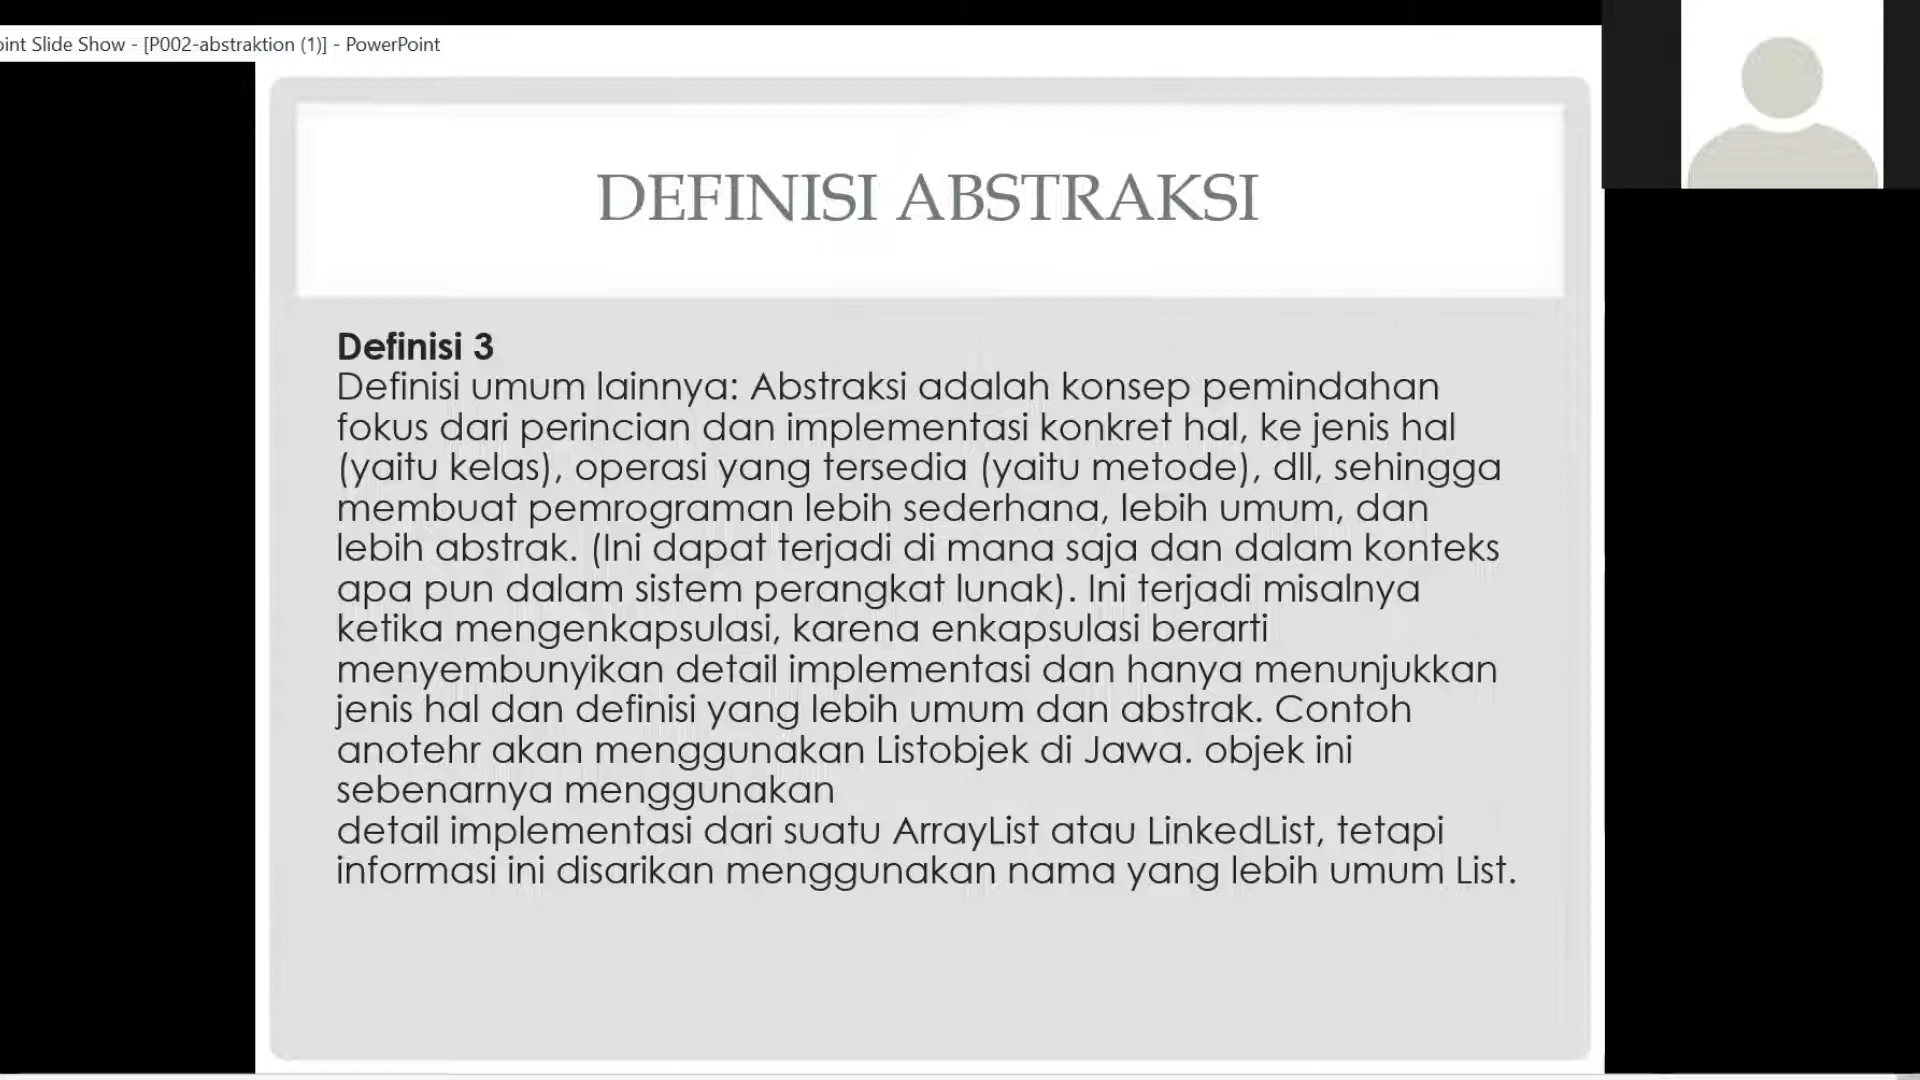 oint Slide Show - [P002-abstraktion (1)] - PowerPoint
DEFINISI ABSTRAKSI
Definisi 3
Definisi umum lainnya: Abstraksi adalah konsep pemindahan
fokus dari perincian dan implementasi konkret hal, ke jenis hal
(yaitu kelas), operasi yang tersedia (yaitu metode), dll, sehingga
membuat pemrograman lebih sederhana, lebih umum, dan
lebih abstrak. (Ini dapat terjadi di mana saja dan dalam konteks
apa pun dalam sistem perangkat lunak). Ini terjadi misalnya
ketika mengenkapsulasi, karena enkapsulasi berarti
menyembunyikan detail implementasi dan hanya menunjukkan
jenis hal dan definisi yang lebih umum dan abstrak. Contoh
anotehr akan menggunakan Listobjek di Jawa. objek ini
sebenarnya menggunakan
detail implementasi dari suatu ArrayList atau LinkedList, tetapi
informasi ini disarikan menggunakan nama yang lebih umum List.